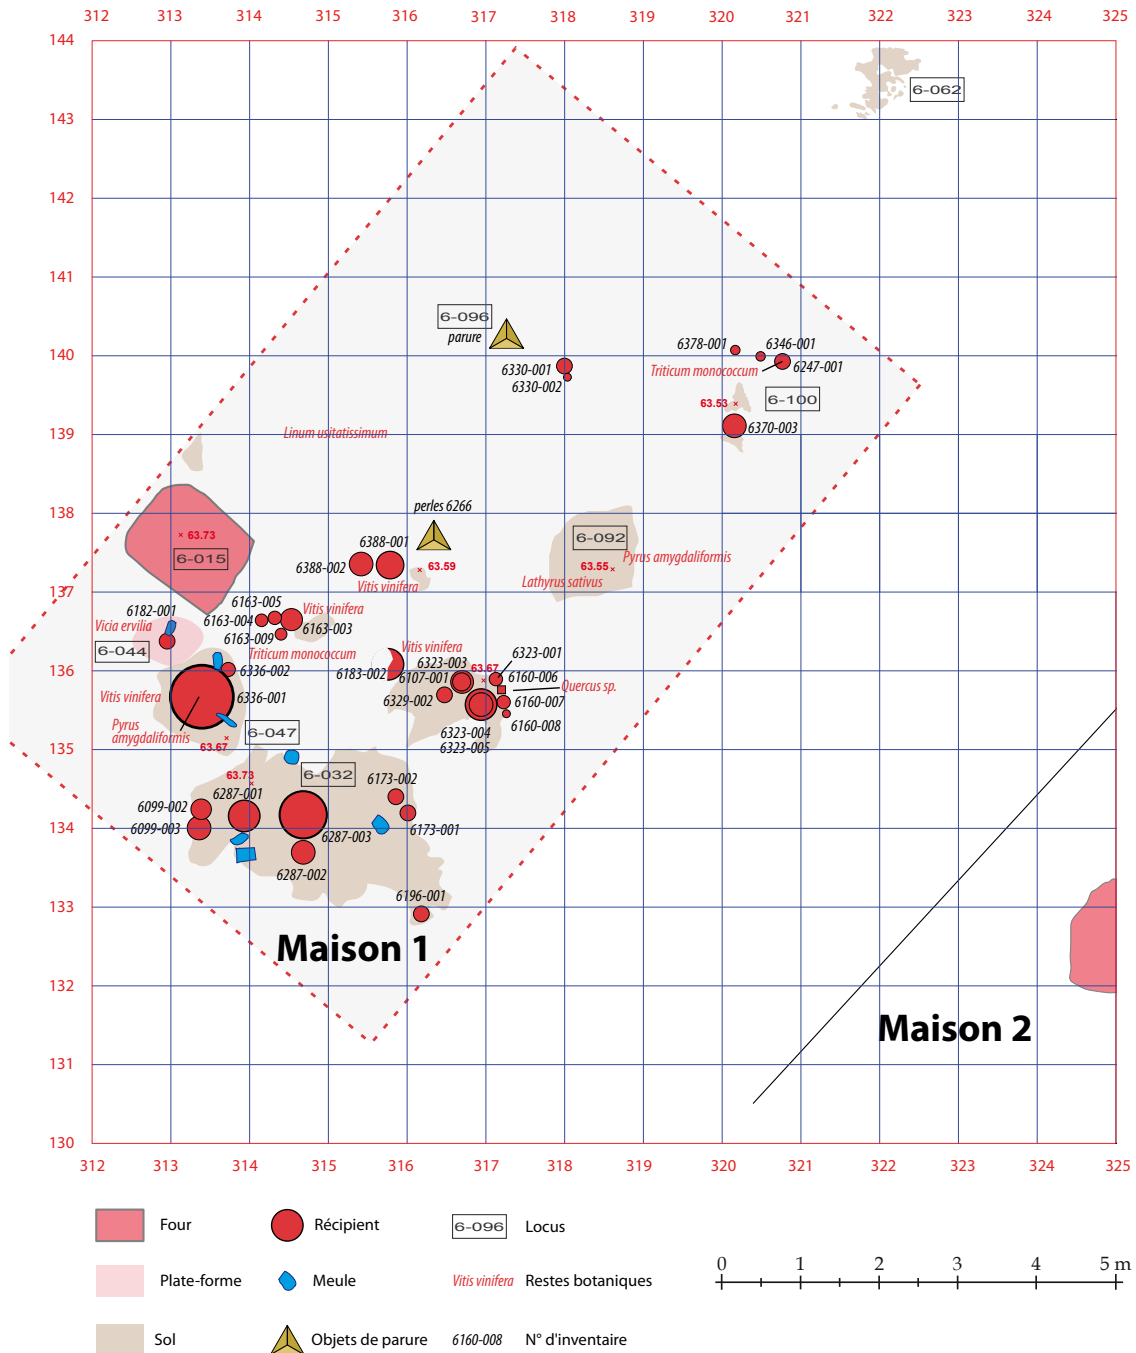 312 313 314 315 316 317 318 319 320 321 322 323 324 325
144
6-062
143
142
141
6-096
parure
140
6378-001
6346-001
6330-001
6247-001
Triticum monococcum
6330-002
6-100
63.53
6370-003
139
Linum usitatissimum
138
perles 6266
63.73
6-092
6388-001
Pyrus amygdaliformis
6-015
6388-002
63.59
63.55
Lathyrus sativus
137
Vitis vinifera
6163-005
6182-001
Vitis vinifera
6163-004
Vicia ervilia
6163-003
6163-009
6-044
Triticum monococcum
Vitis vinifera
6323-001
136
6336-002
6183-002
6323-003
63.67
6107-001
6160-006
Quercus sp.
Vitis vinifera
6336-001
6329-002
6160-007
Pyrus
amygdaliformis
6-047
6323-004
6160-008
63.67
6323-005
135
63.73
6-032
6173-002
6287-001
6099-002
134
6099-003
6287-003
6173-001
6287-002
6196-001
133
Maison 1
132
Maison 2
131
130
312 313 314 315 316 317 318 319 320 321 322 323 324 325
Four
Récipient
6-096 Locus
0 1 2 3 4 5 m
Plate-forme
Meule
Vitis vinifera Restes botaniques
Sol
Objets de parure
6160-008 N° d'inventaire